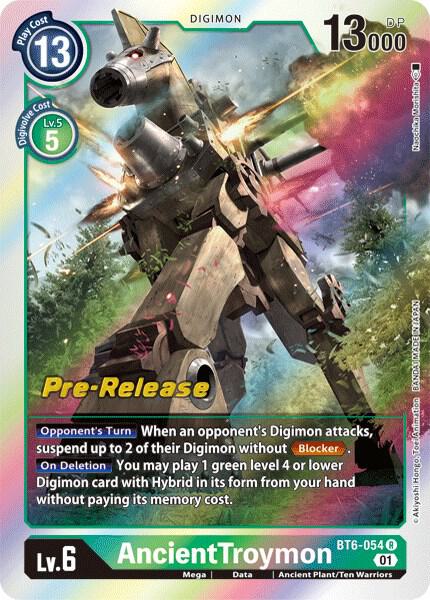 Play Cost
13
DIGIMON
13000 DP
Digivolve Cost
Lv.5
5
Naochika Morishita
Pre-Release
Opponent's Turn When an opponent's Digimon attacks,
suspend up to 2 of their Digimon without Blocker.
On Deletion You may play 1 green level 4 or lower
Digimon card with Hybrid in its form from your hand
without paying its memory cost.
©Akiyoshi Hongo, Toei Animation BANDAI MADE IN JAPAN
Lv.6 AncientTroymon BT6-054 R
01
Mega | Data | Ancient Plant/Ten Warriors